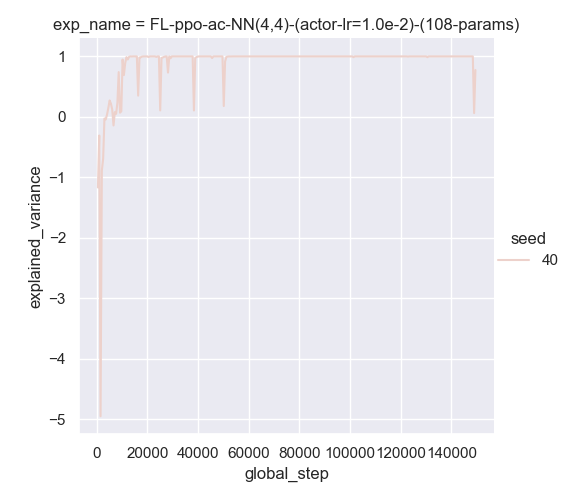 exp_name = FL-ppo-ac-NN(4,4)-(actor-lr=1.0e-2)-(108-params)
1
0
−1
−2
−3
−4
−5
explained_variance
0 20000 40000 60000 80000 100000 120000 140000
global_step
seed
40